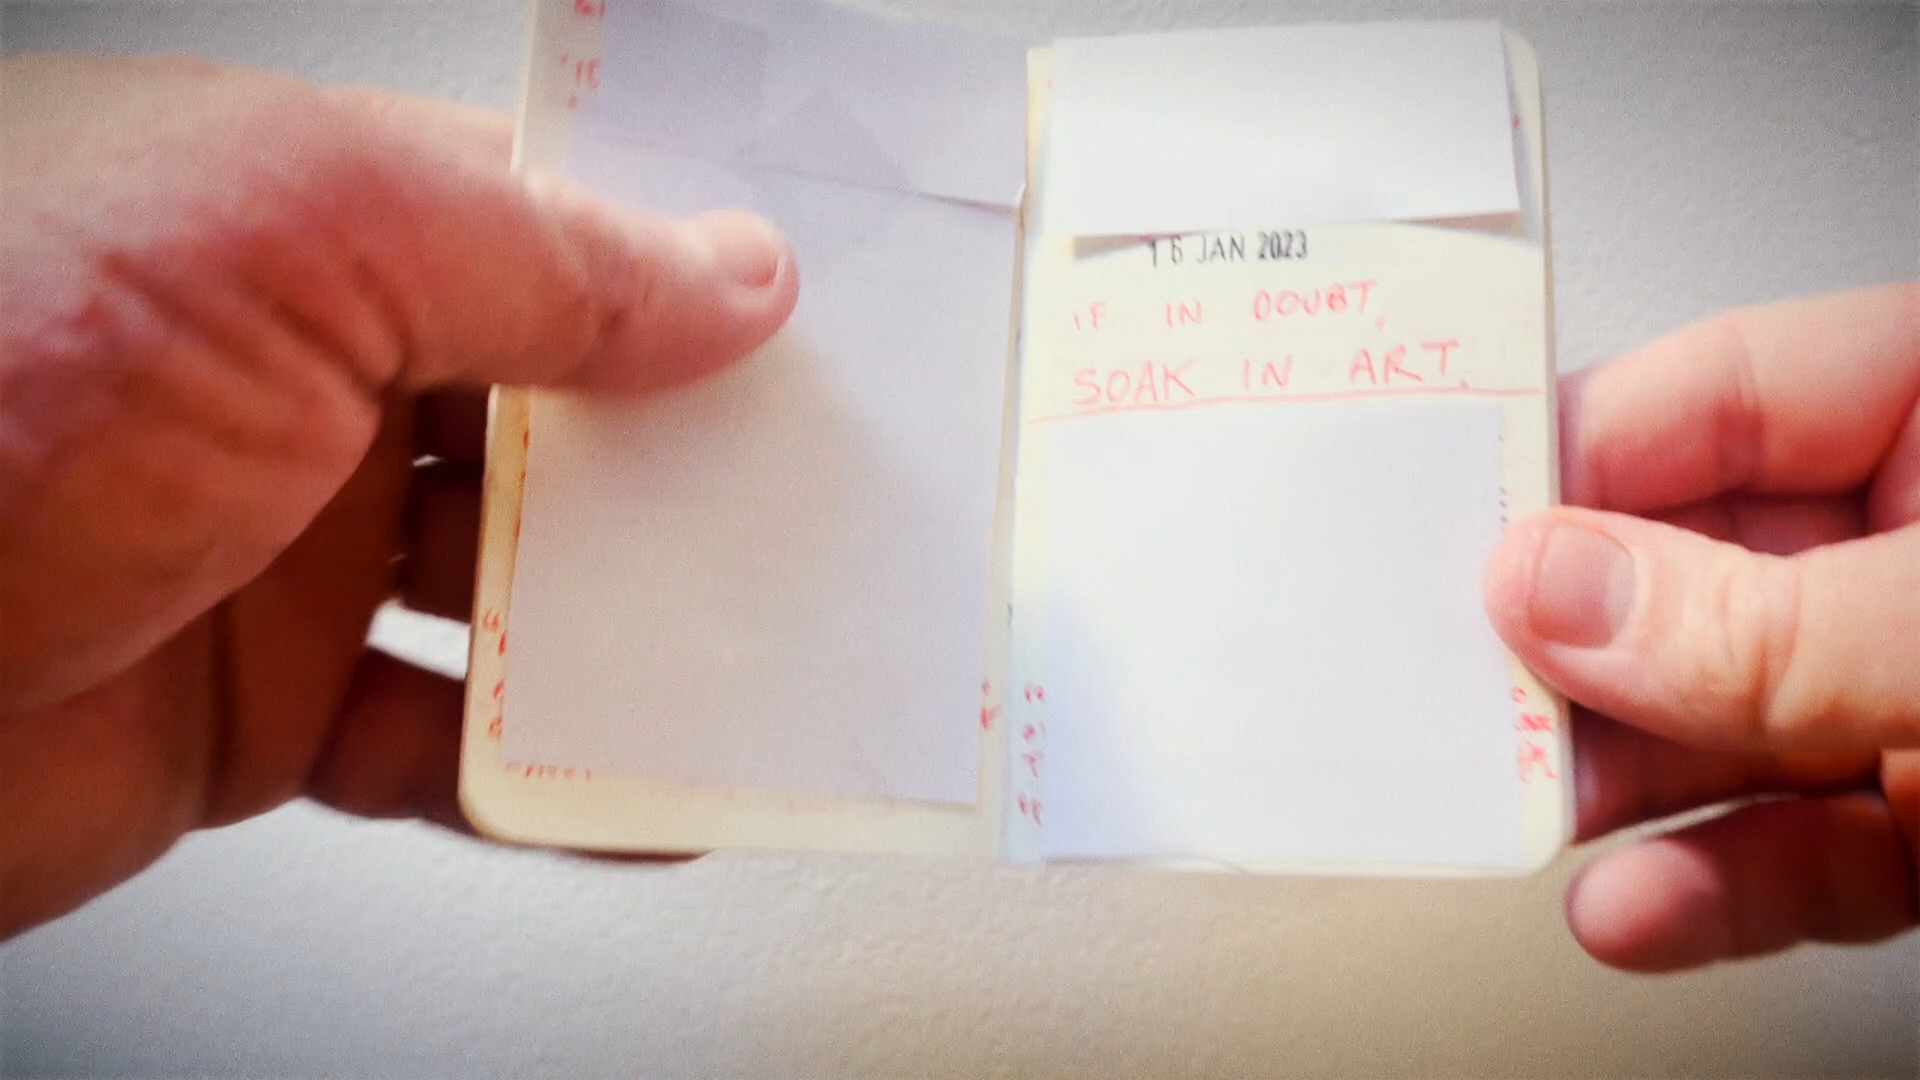 16 JAN 2023
IF IN DOUBT,
SOAK IN ART.